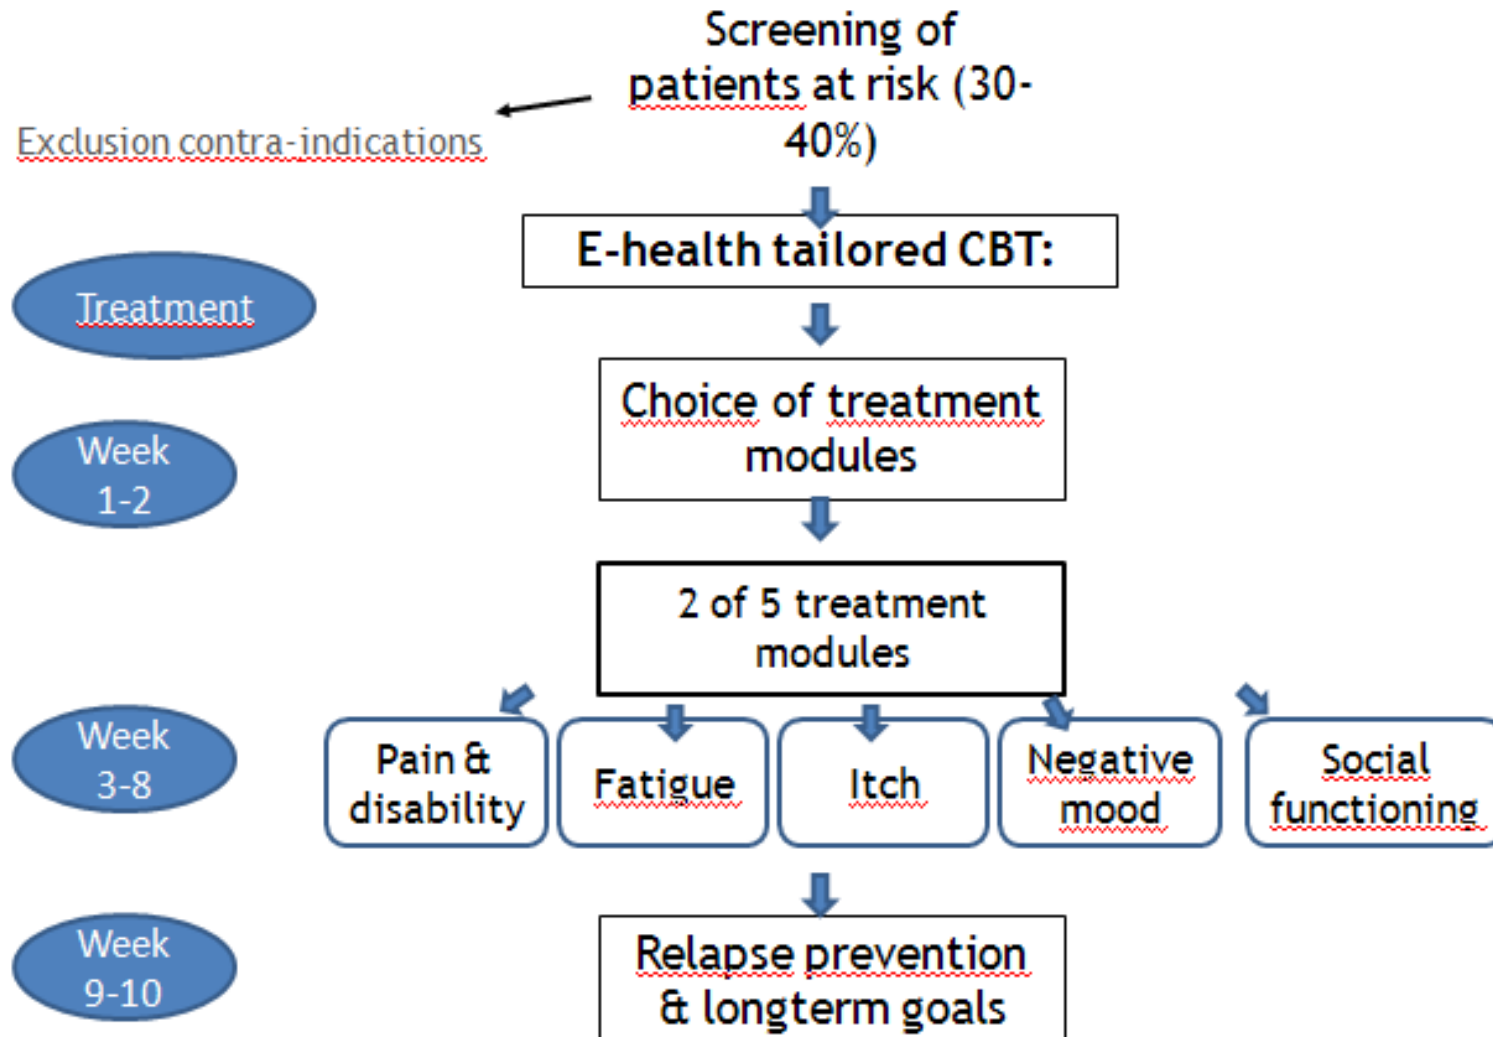 Screening of
patients at risk (30-
40%)
Exclusion contra-indications
E-health tailored CBT:
Treatment
Choice of treatment
modules
Week
1-2
2 of 5 treatment
modules
Week
3-8
Pain &
disability
Fatigue
Itch
Negative
mood
Social
functioning
Week
9-10
Relapse prevention
& longterm goals